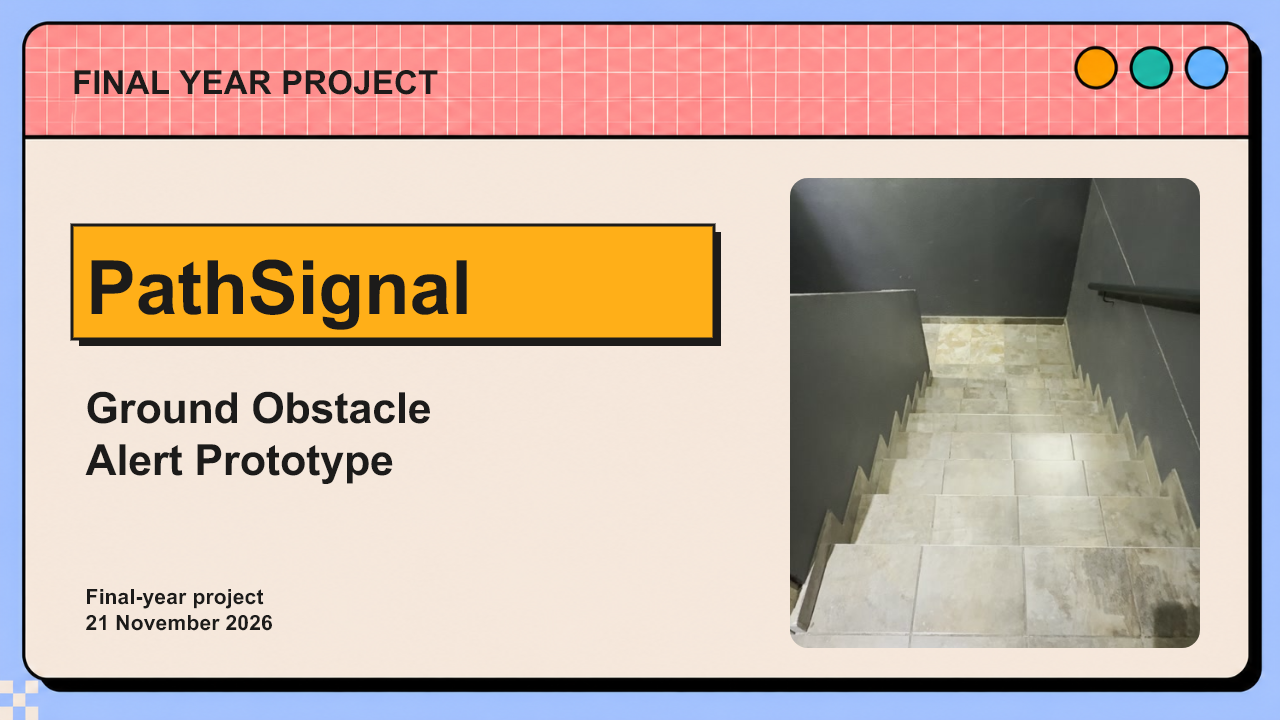 FINAL YEAR PROJECT
PathSignal
Ground Obstacle
Alert Prototype
Final-year project
21 November 2026